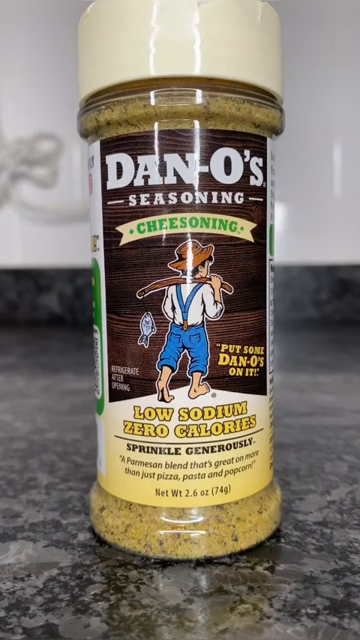 DAN-O'S
SEASONING
CHEESONING
"PUT SOME
DAN-O'S
ON IT!"
REFRIGERATE
AFTER
OPENING
LOW SODIUM
ZERO CALORIES
SPRINKLE GENEROUSLY™
"A Parmesan blend that's great on more
than just pizza, pasta and popcorn!"
Net Wt 2.6 oz (74g)